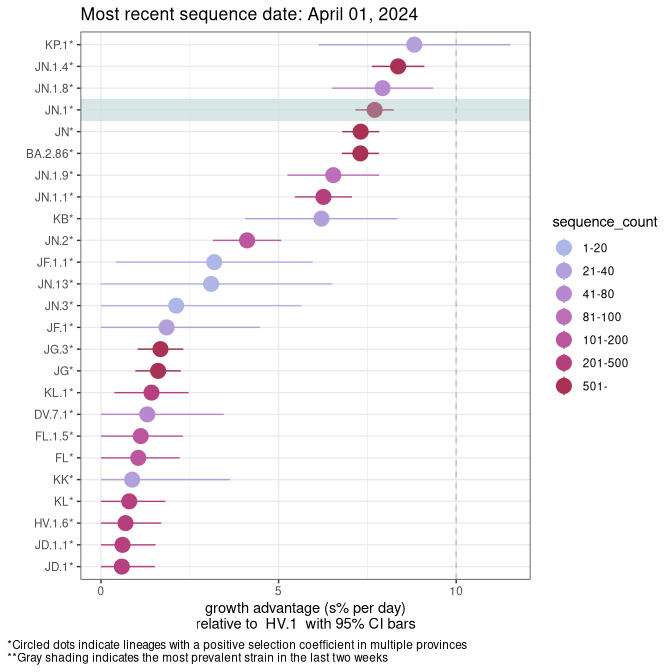 Most recent sequence date: April 01, 2024
KP.1*
JN.1.4*
JN.1.8*
JN.1*
JN*
BA.2.86*
JN.1.9*
JN.1.1*
KB*
JN.2*
JF.1.1*
JN.13*
JN.3*
JF.1*
JG.3*
JG*
KL.1*
DV.7.1*
FL.1.5*
FL*
KK*
KL*
HV.1.6*
JD.1.1*
JD.1*
0 5 10
growth advantage (s% per day)
relative to HV.1 with 95% CI bars
sequence_count
1-20
21-40
41-80
81-100
101-200
201-500
501-
*Circled dots indicate lineages with a positive selection coefficient in multiple provinces
**Gray shading indicates the most prevalent strain in the last two weeks